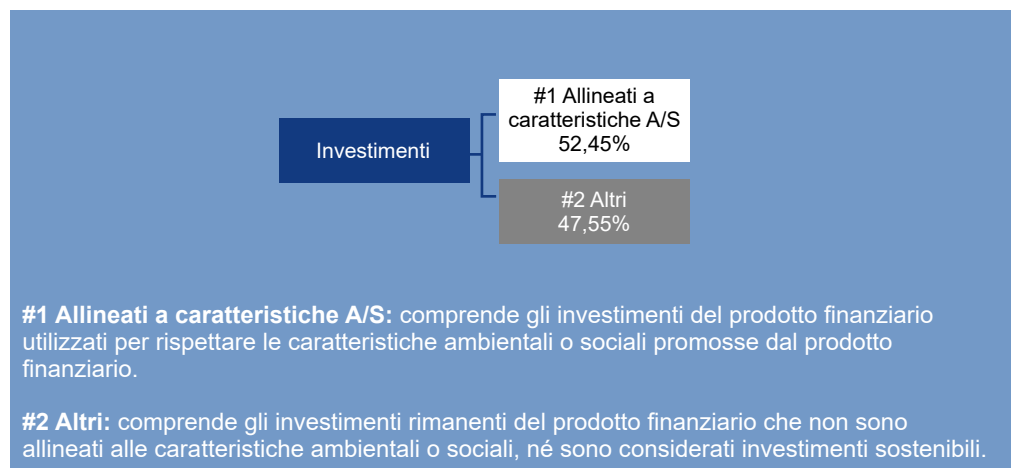 #1 Allineati a
caratteristiche A/S
52,45%
Investimenti
#2 Altri
47,55%
#1 Allineati a caratteristiche A/S: comprende gli investimenti del prodotto finanziario
utilizzati per rispettare le caratteristiche ambientali o sociali promosse dal prodotto
finanziario.
#2 Altri: comprende gli investimenti rimanenti del prodotto finanziario che non sono
allineati alle caratteristiche ambientali o sociali, né sono considerati investimenti sostenibili.